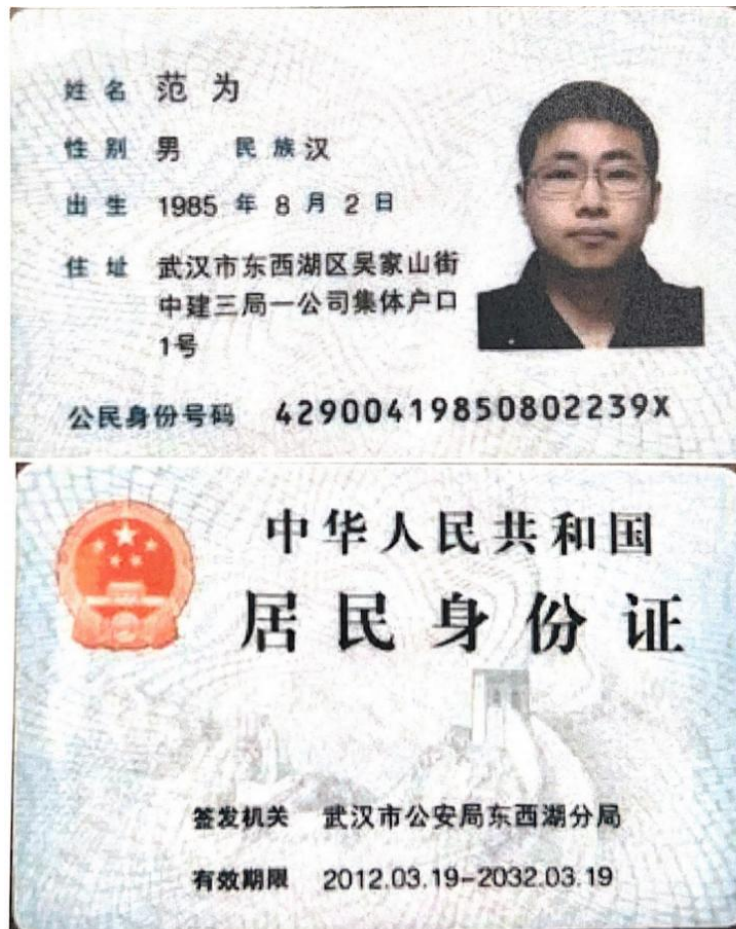 姓名 范为
性别 男 民族 汉
出生 1985 年 8 月 2 日
住址 武汉市东西湖区吴家山街
中建三局一公司集体户口
1号
公民身份号码 42900419850802239X
中华人民共和国
居民身份证
签发机关 武汉市公安局东西湖分局
有效期限 2012.03.19-2032.03.19